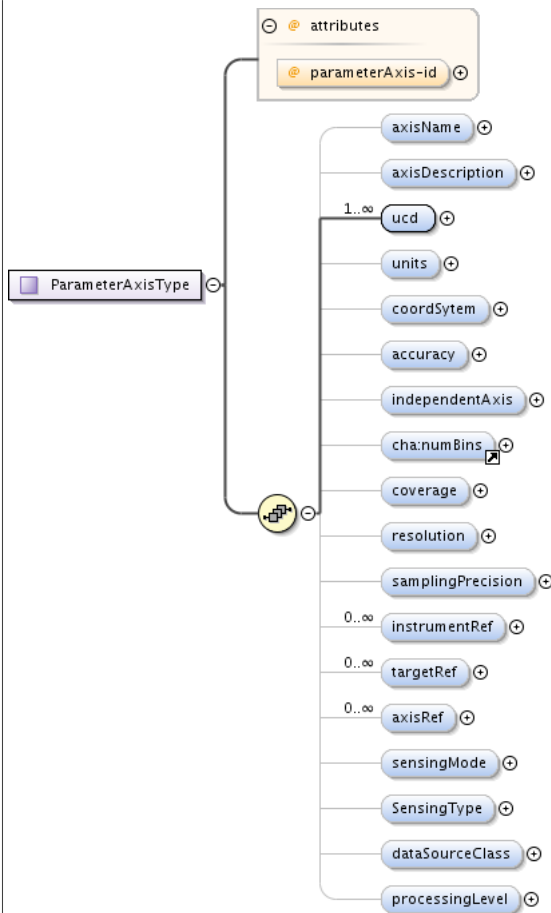 @ attributes
@ parameterAxis-id
axisName
axisDescription
1..∞
ucd
units
ParameterAxisType
coordSytem
accuracy
independentAxis
cha:numBins
coverage
resolution
samplingPrecision
0..∞
instrumentRef
0..∞
targetRef
0..∞
axisRef
sensingMode
SensingType
dataSourceClass
processingLevel